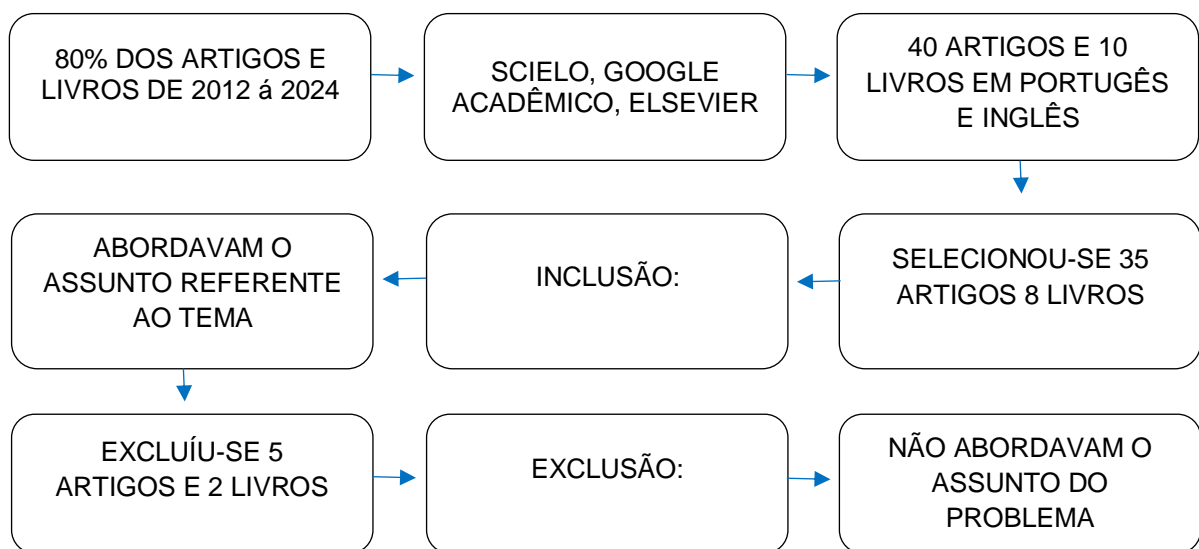 80% DOS ARTIGOS E
LIVROS DE 2012 á 2024
SCIELO, GOOGLE
ACADÊMICO, ELSEVIER
40 ARTIGOS E 10
LIVROS EM PORTUGÊS
E INGLÊS
SELECIONOU-SE 35
ARTIGOS 8 LIVROS
INCLUSÃO:
ABORDAVAM O
ASSUNTO REFERENTE
AO TEMA
EXCLUÍU-SE 5
ARTIGOS E 2 LIVROS
EXCLUSÃO:
NÃO ABORDAVAM O
ASSUNTO DO
PROBLEMA